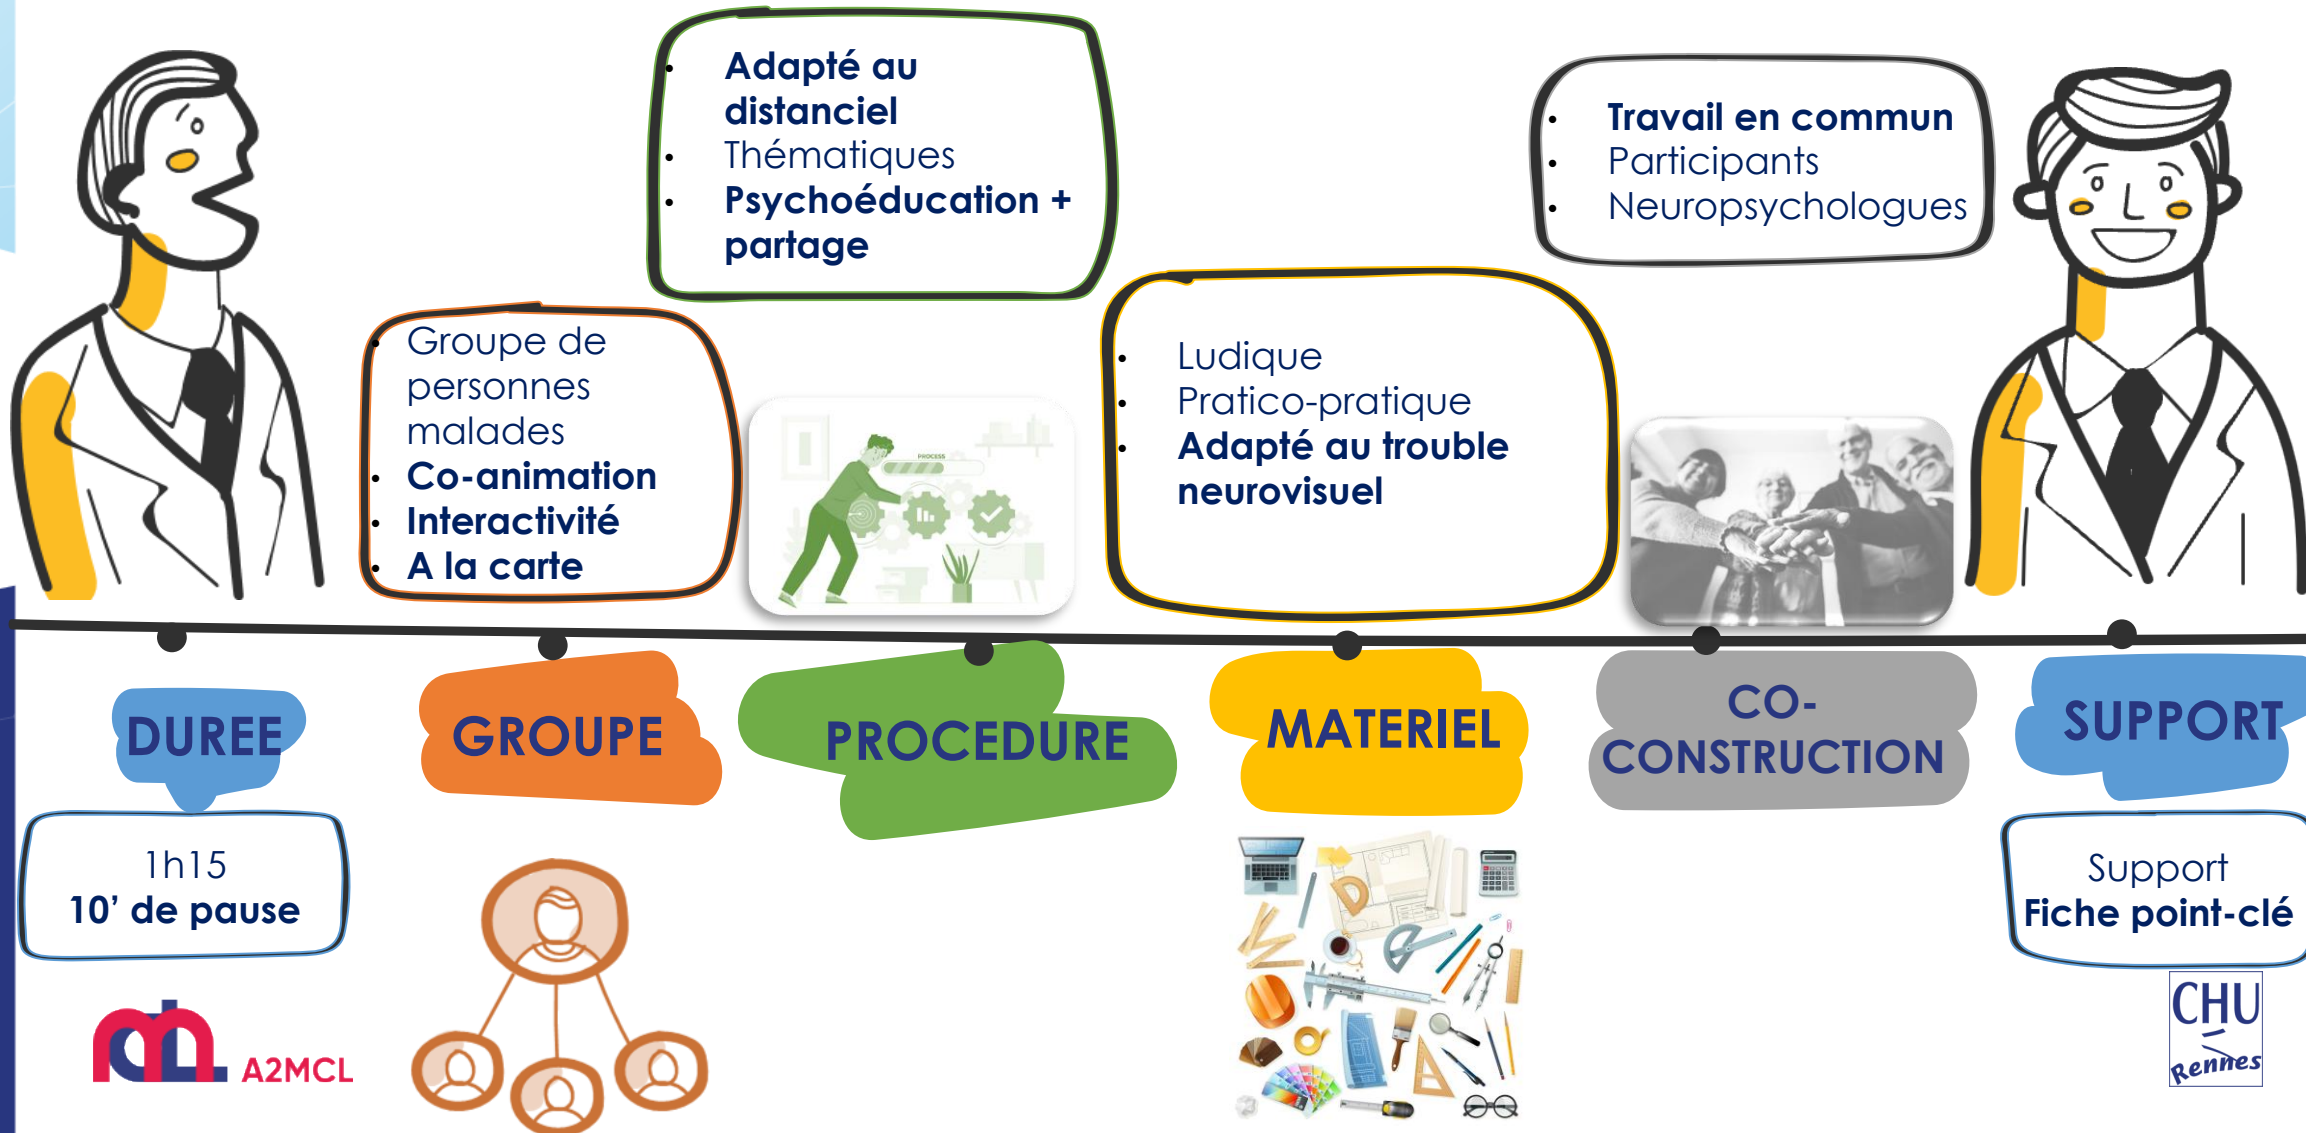 • Adapté au
distanciel
• Thématiques
• Psychoéducation +
partage
• Travail en commun
• Participants
• Neuropsychologues
• Groupe de
personnes
malades
• Co-animation
• Interactivité
• A la carte
PROCESS
• Ludique
• Pratico-pratique
• Adapté au trouble
neurovisuel
DUREE
GROUPE
PROCEDURE
MATERIEL
CO-
CONSTRUCTION
SUPPORT
1h15
10’ de pause
Support
Fiche point-clé
A2MCL
CHU
Rennes